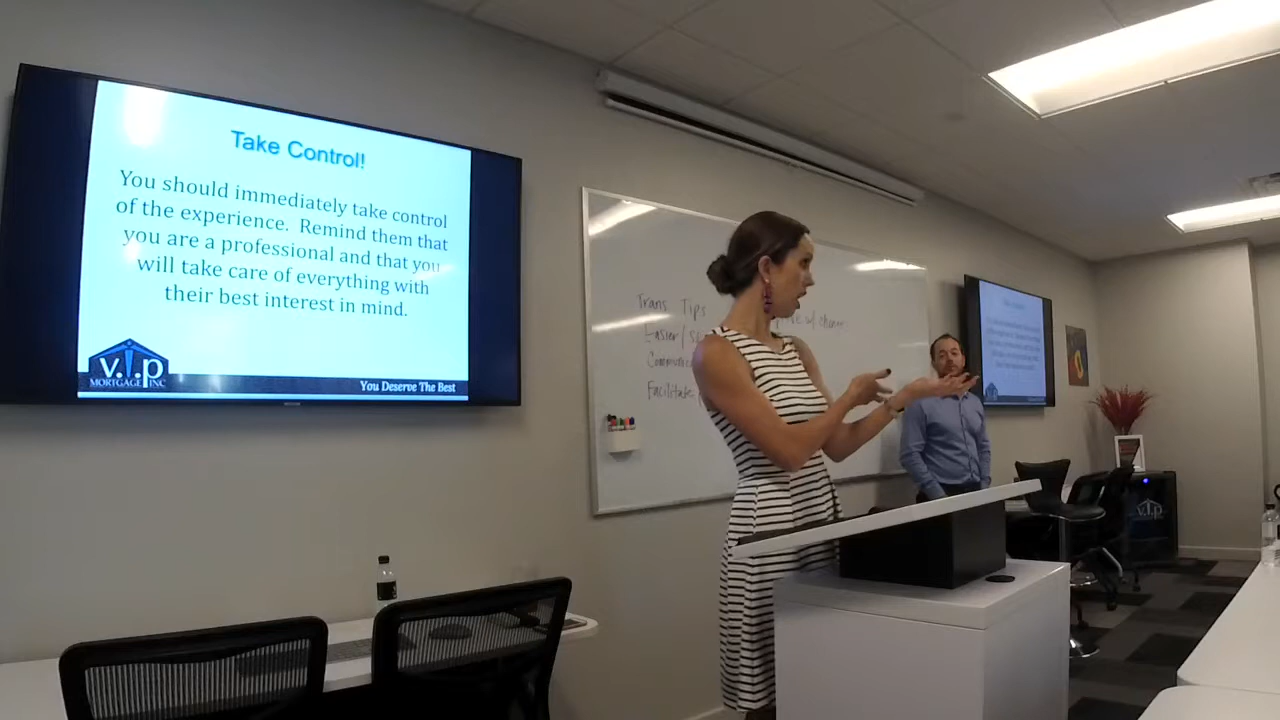 Take Control!
You should immediately take control
of the experience. Remind them that
you are a professional and that you
will take care of everything with
their best interest in mind.
v.i.p
MORTGAGE INC
You Deserve The Best
Trans Tips
Easier/
Facilitate
v.i.p